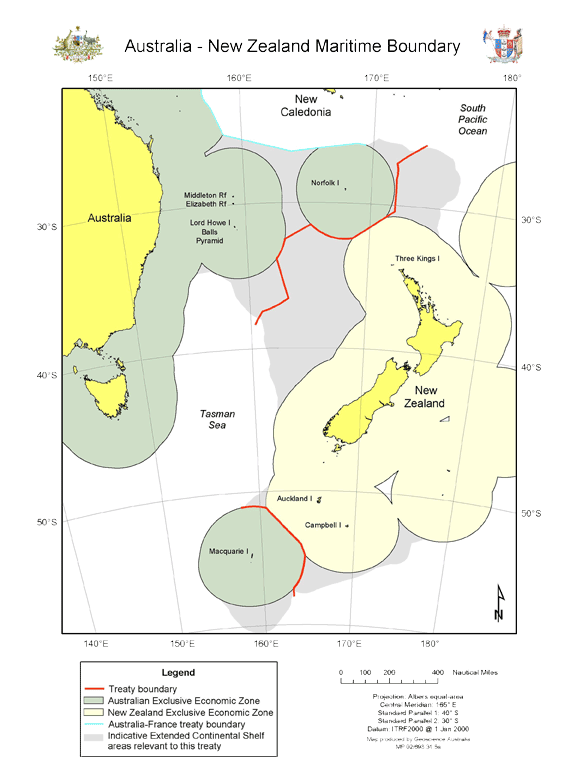 Australia - New Zealand Maritime Boundary
150°E
160°E
170°E
180°
New
Caledonia
South
Pacific
Ocean
Middleton Rf
Elizabeth Rf
Norfolk I
Lord Howe I
Balls
Pyramid
Australia
30°S
30°S
Three Kings I
40°S
40°S
New
Zealand
Tasman
Sea
Auckland I
Campbell I
50°S
50°S
Macquarie I
N
140°E
150°E
160°E
170°E
180°
Legend
Treaty boundary
Australian Exclusive Economic Zone
New Zealand Exclusive Economic Zone
Australia-France treaty boundary
Indicative Extended Continental Shelf
areas relevant to this treaty
0 100 200 400 Nautical Miles
Projection: Albers equal-area
Central Meridian: 165° E
Standard Parallel 1: 40° S
Standard Parallel 2: 30° S
Datum: ITRF2000 @ 1 Jan 2000
Map produced by Geoscience Australia